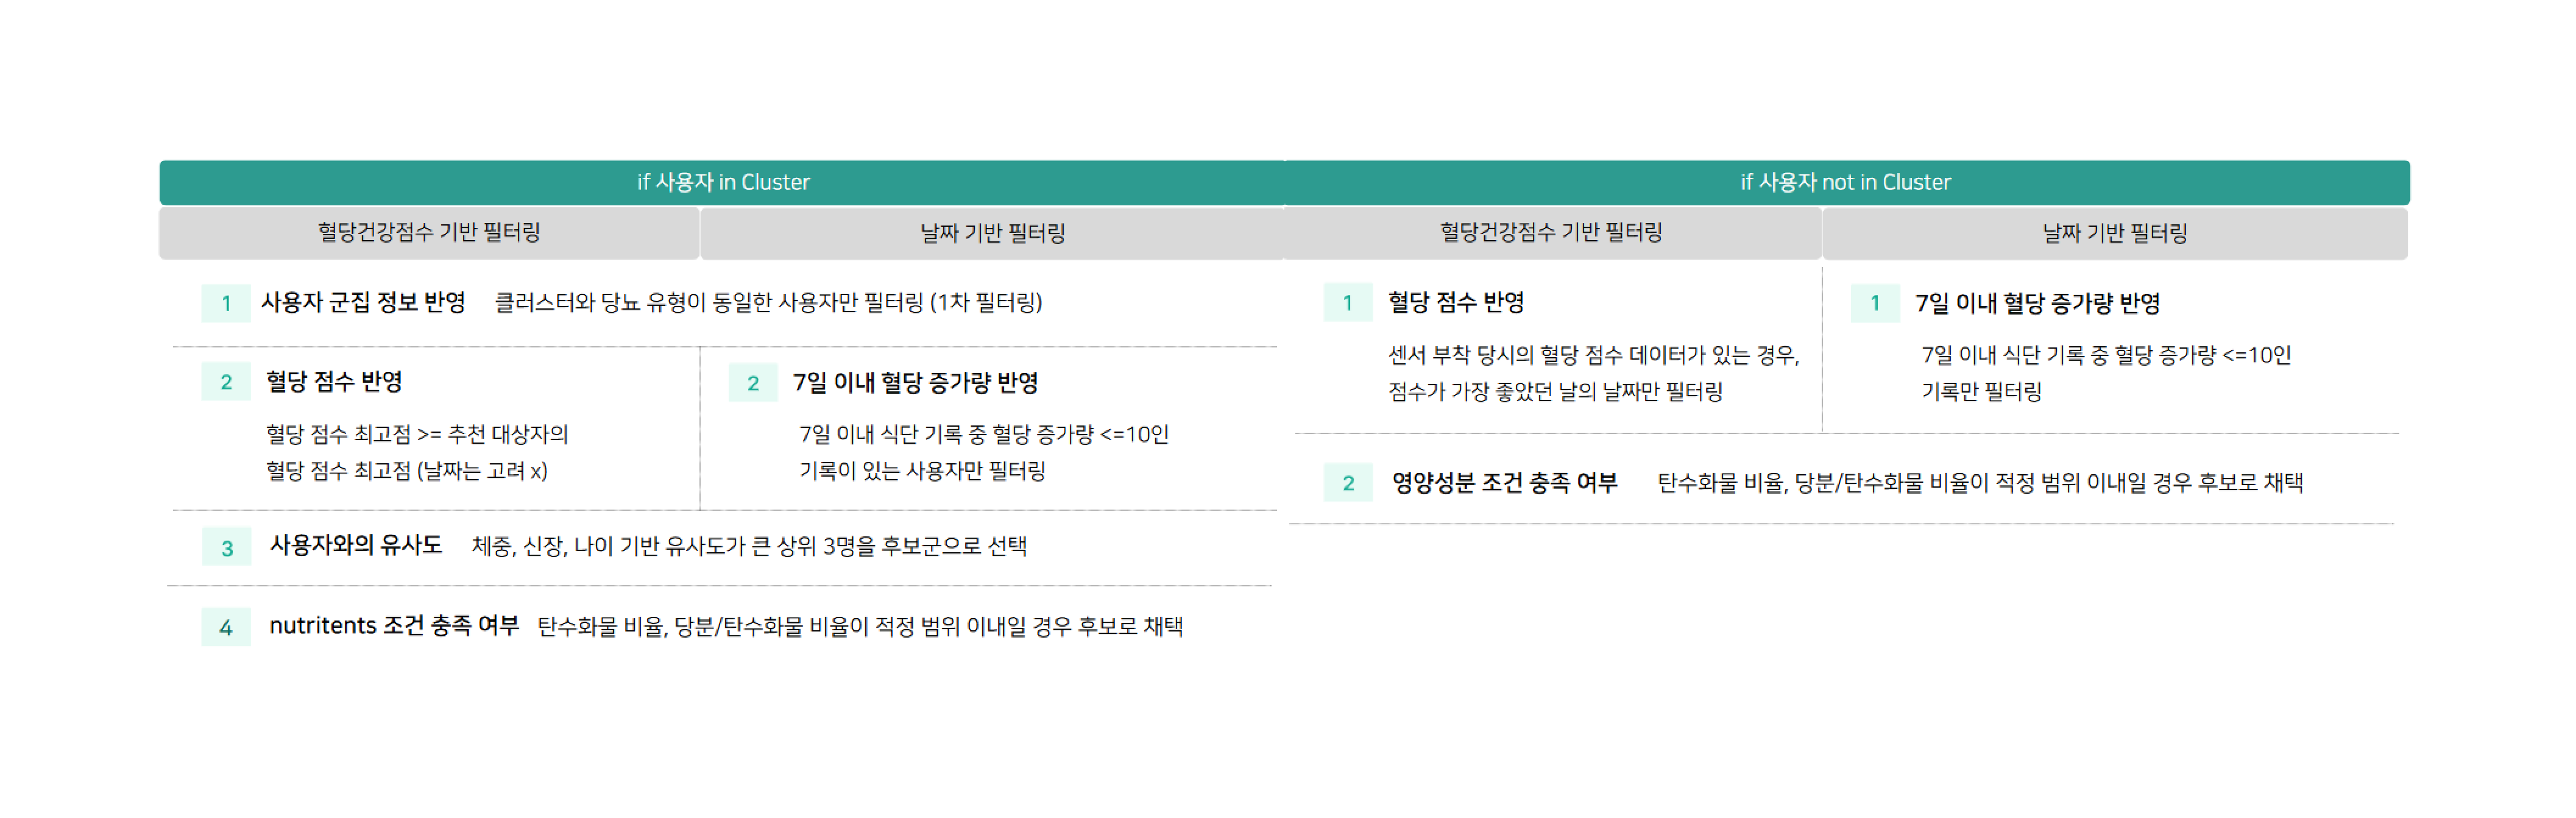 if 사용자 in Cluster
혈당건강점수 기반 필터링
날짜 기반 필터링
1 사용자 군집 정보 반영 클러스터와 당뇨 유형이 동일한 사용자만 필터링 (1차 필터링)
2 혈당 점수 반영
혈당 점수 최고점 >= 추천 대상자의
혈당 점수 최고점 (날짜는 고려 x)
2 7일 이내 혈당 증가량 반영
7일 이내 식단 기록 중 혈당 증가량 <=10인
기록이 있는 사용자만 필터링
3 사용자와의 유사도 체중, 신장, 나이 기반 유사도가 큰 상위 3명을 후보군으로 선택
4 nutritents 조건 충족 여부 탄수화물 비율, 당분/탄수화물 비율이 적정 범위 이내일 경우 후보로 채택
if 사용자 not in Cluster
혈당건강점수 기반 필터링
날짜 기반 필터링
1 혈당 점수 반영
센서 부착 당시의 혈당 점수 데이터가 있는 경우,
점수가 가장 좋았던 날의 날짜만 필터링
1 7일 이내 혈당 증가량 반영
7일 이내 식단 기록 중 혈당 증가량 <=10인
기록만 필터링
2 영양성분 조건 충족 여부 탄수화물 비율, 당분/탄수화물 비율이 적정 범위 이내일 경우 후보로 채택